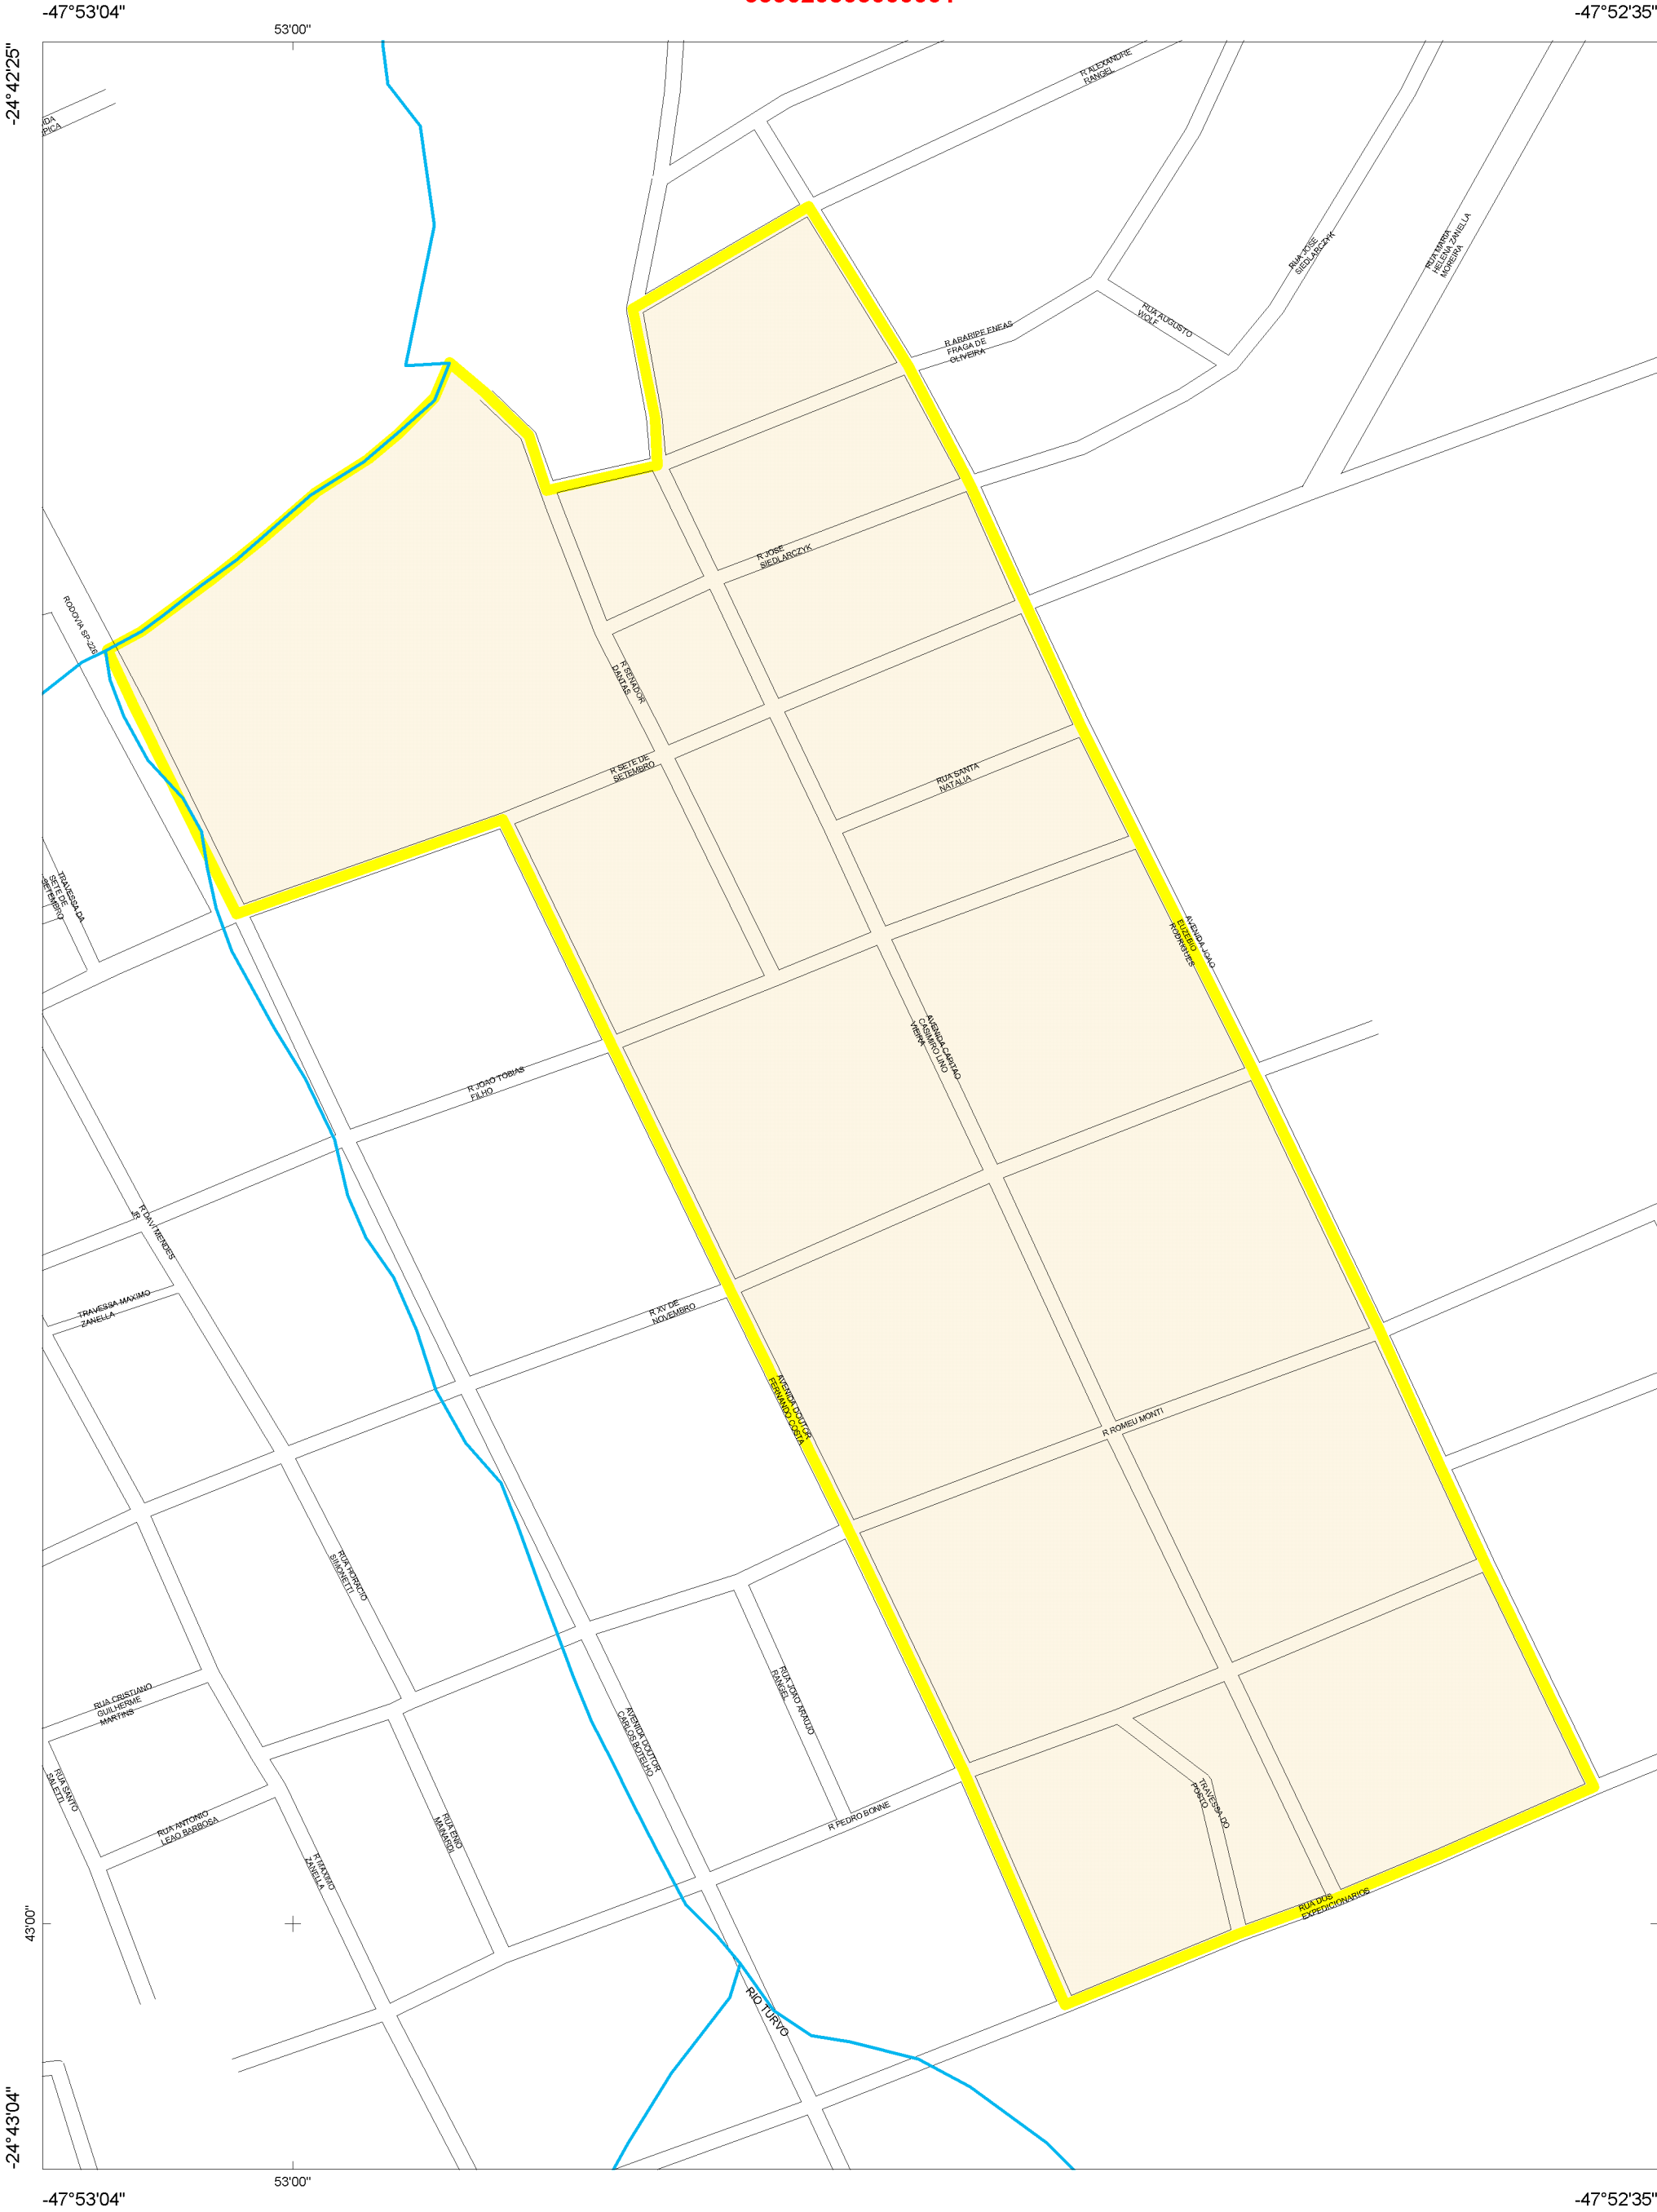 -47°53'04"
-47°52'35"
53'00"
-24°42'25"
R ALEXANDRE
RANGEL
RUA JOSE
SIEDLARCZYK
RUA MARIA
HELENA ZANELLA
MOREIRA
RUA AUGUSTO
WOLF
R ARARIPE ENEAS
FRAGA DE
OLIVEIRA
R JOSE
SIEDLARCZYK
RODOVIA SP-226
R SENADOR
DANTAS
R SETE DE
SETEMBRO
RUA SANTA
NATALIA
TRAVESSA DA
SETE DE
SETEMBRO
AVENIDA JOAO
EUZEBIO
RODRIGUES
AVENIDA CAPITAO
CASIMIRO LINO
VIEIRA
R JOAO TOBIAS
FILHO
R DAVI MENDES
JR
TRAVESSA MAXIMO
ZANELLA
R XV DE
NOVEMBRO
AVENIDA DOUTOR
FERNANDO COSTA
R ROMEU MONTI
RUA HORACIO
SIMONETTI
RUA CRISTIANO
GUILHERME
MARTINS
RUA JOAO ARAUJO
RANGEL
AVENIDA DOUTOR
CARLOS BOTELHO
RUA SANTO
SALETTI
RUA ANTONIO
LEAO BARBOSA
RUA ENIO
MAINARDI
R PEDRO BONNE
TRAVESSA DO
POSTO
R MAXIMO
ZANELLA
RUA DOS
EXPEDICIONARIOS
43'00"
RIO TURVO
-24°43'04"
53'00"
-47°53'04"
-47°52'35"